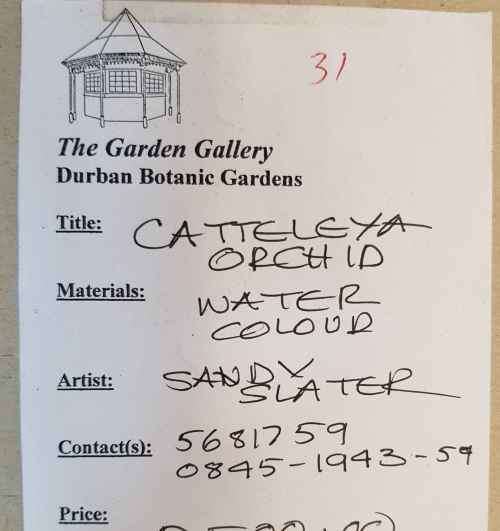 31
The Garden Gallery
Durban Botanic Gardens
Title: CATTELEYA
ORCHID
Materials: WATER
COLOUR
Artist: SANDY
SLATER
Contact(s): 5681759
0845-1943-59
Price: